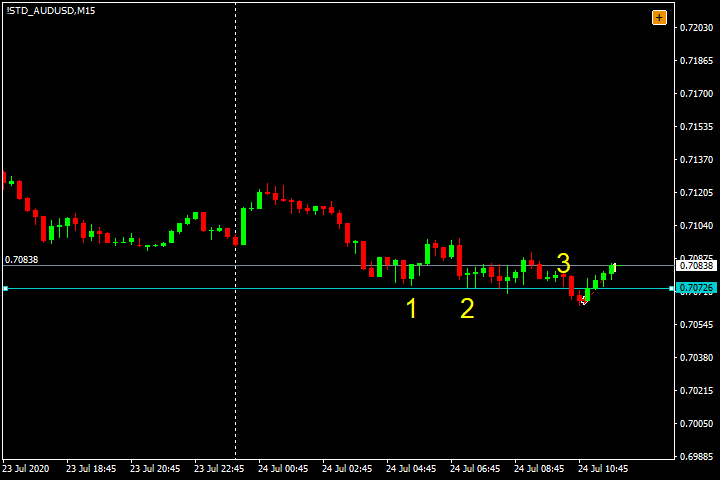 !STD_AUDUSD,M15
0.72030
0.71865
0.71700
0.71535
0.71370
0.71205
0.71040
0.70875
0.70838
0.70838
3
0.70726
1
2
0.70545
0.70380
0.70215
0.70050
0.69885
23 Jul 2020
23 Jul 18:45
23 Jul 20:45
23 Jul 22:45
24 Jul 00:45
24 Jul 02:45
24 Jul 04:45
24 Jul 06:45
24 Jul 08:45
24 Jul 10:45